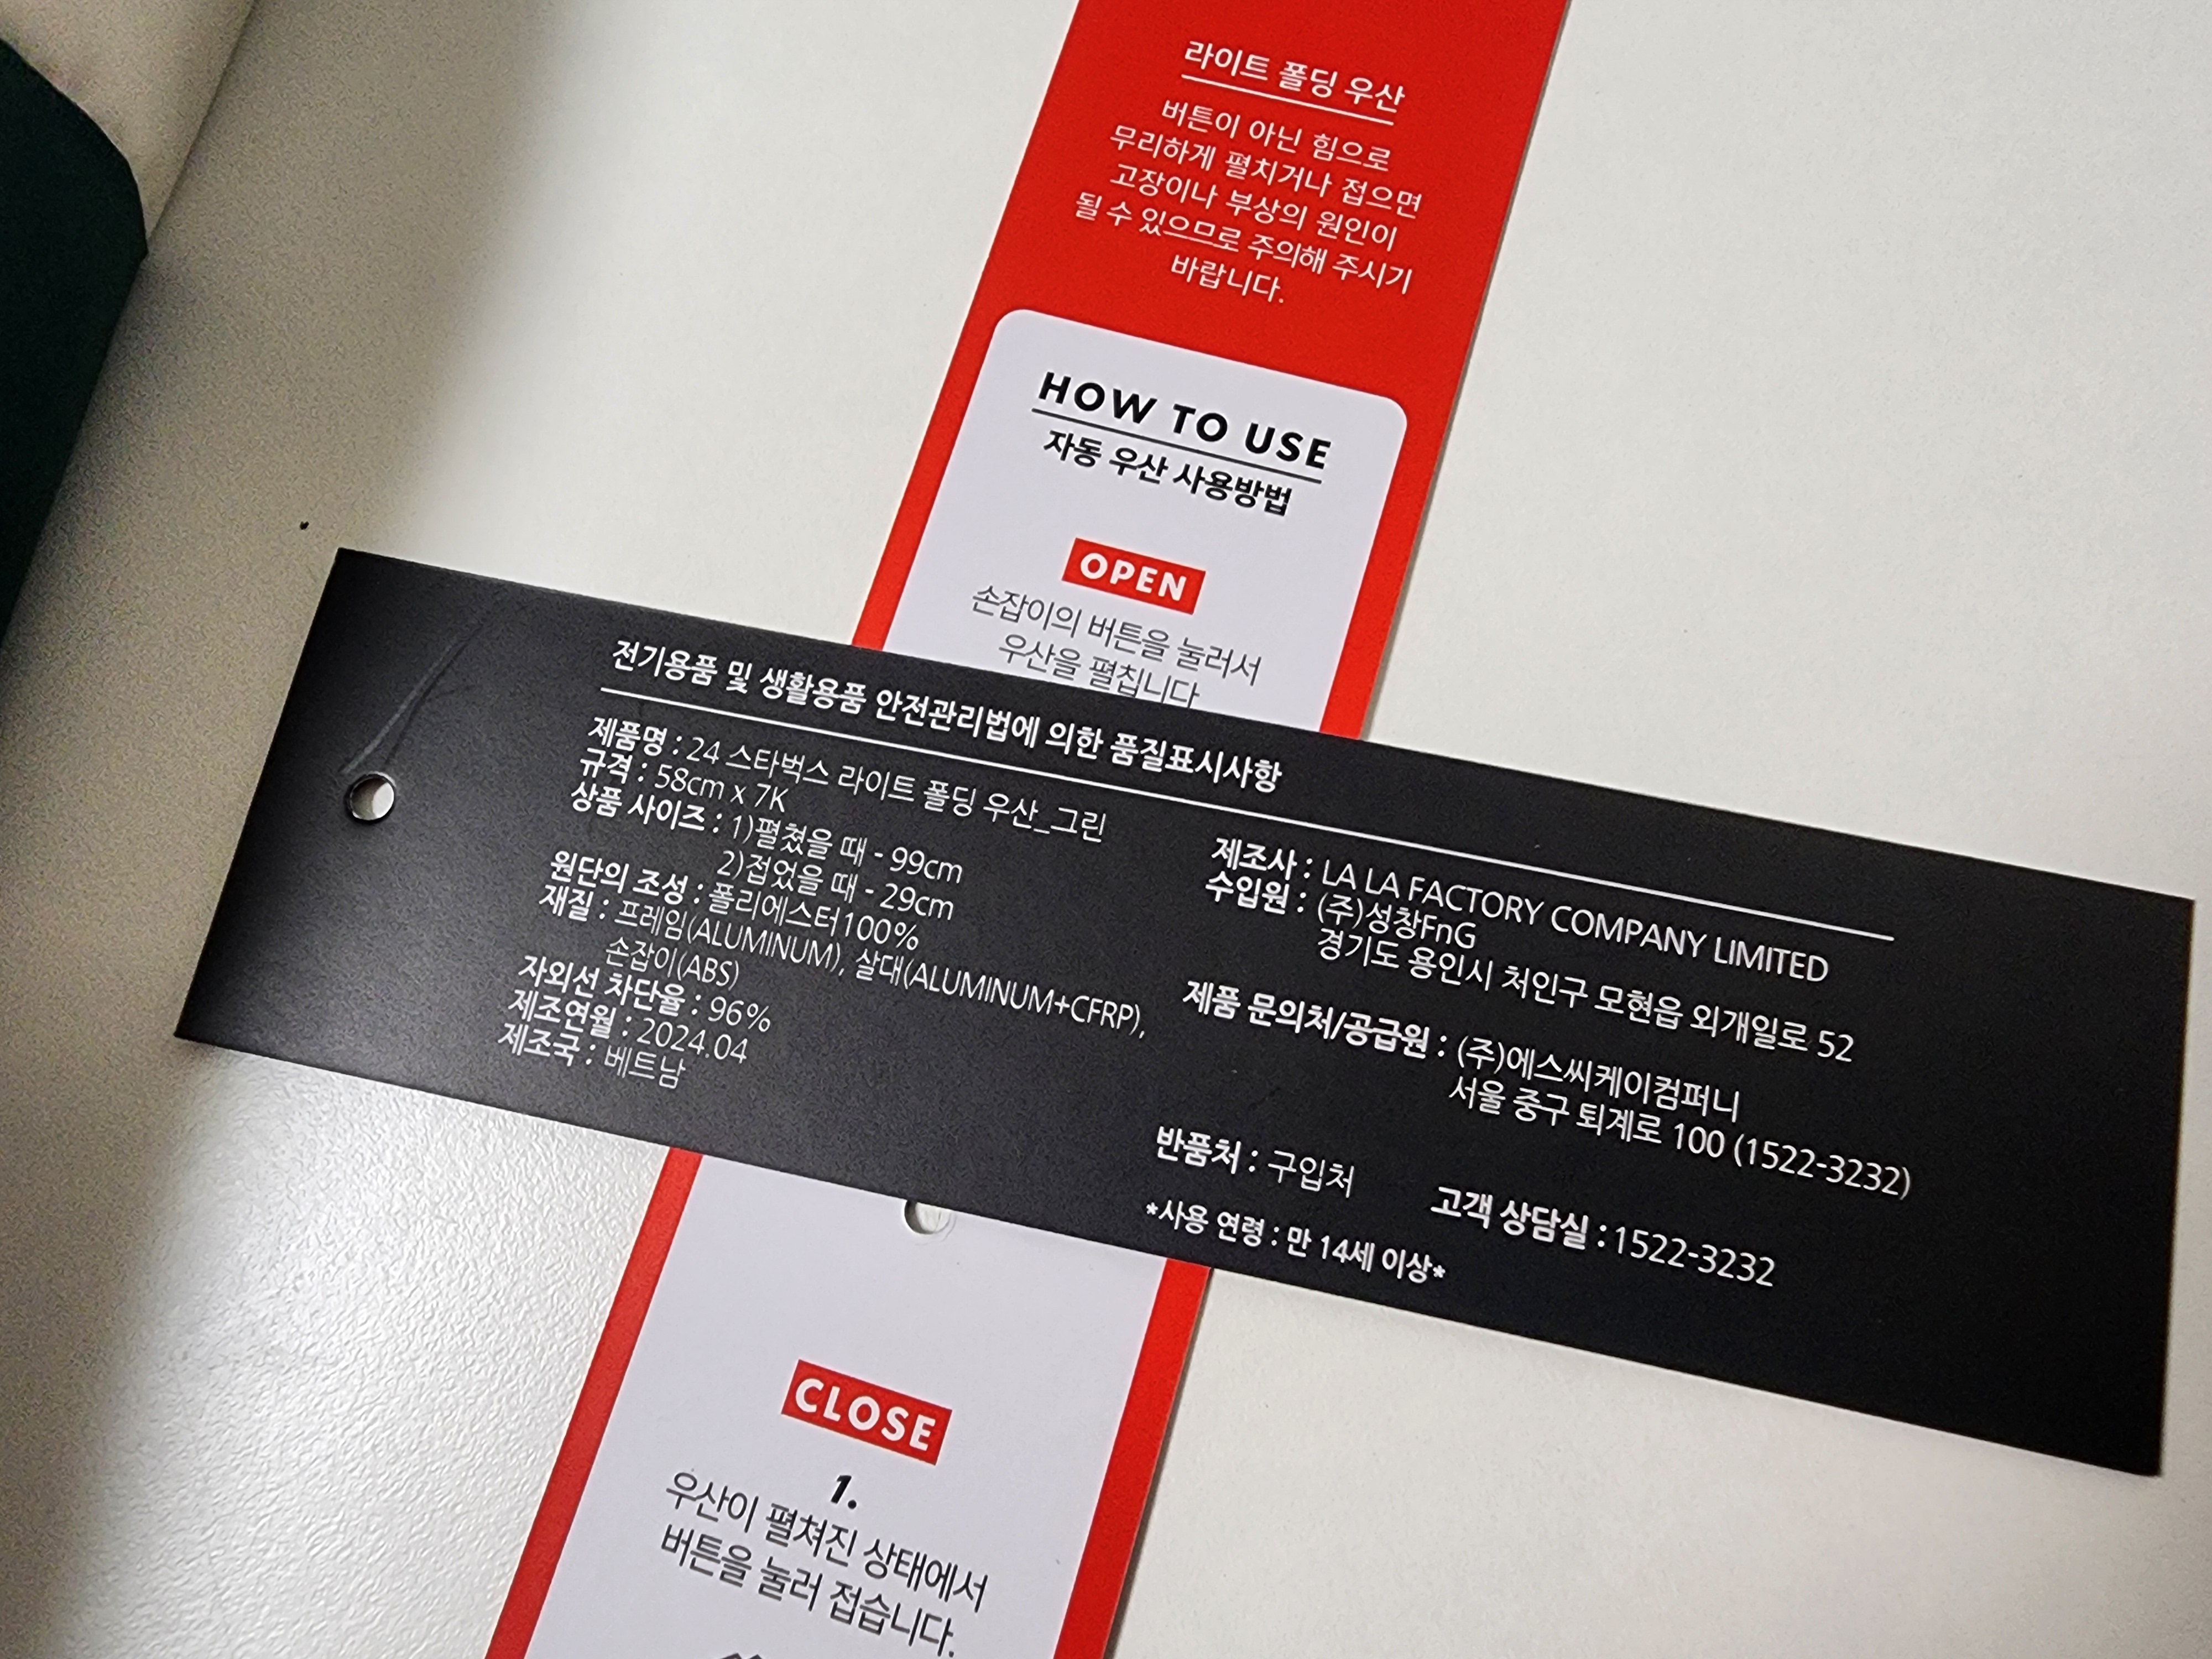 라이트 폴딩 우산
버튼이 아닌 힘으로
무리하게 펼치거나 접으면
고장이나 부상의 원인이
될 수 있으므로 주의해 주시기
바랍니다.
HOW TO USE
자동 우산 사용방법
OPEN
손잡이의 버튼을 눌러서
우산을 펼칩니다
전기용품 및 생활용품 안전관리법에 의한 품질표시사항
제품명 : 24 스타벅스 라이트 폴딩 우산_그린
규격 : 58cm x 7K
상품 사이즈 : 1)펼쳤을 때 - 99cm
2)접었을 때 - 29cm
원단의 조성 : 폴리에스터100%
재질 : 프레임(ALUMINUM), 살대(ALUMINUM+CFRP),
손잡이(ABS)
자외선 차단율 : 96%
제조연월 : 2024.04
제조국 : 베트남
제조사 : LA LA FACTORY COMPANY LIMITED
수입원 : (주)성창FnG
경기도 용인시 처인구 모현읍 외개일로 52
제품 문의처/공급원 : (주)에스씨케이컴퍼니
서울 중구 퇴계로 100 (1522-3232)
반품처 : 구입처
고객 상담실 : 1522-3232
*사용 연령 : 만 14세 이상*
CLOSE
1.
우산이 펼쳐진 상태에서
버튼을 눌러 접습니다.